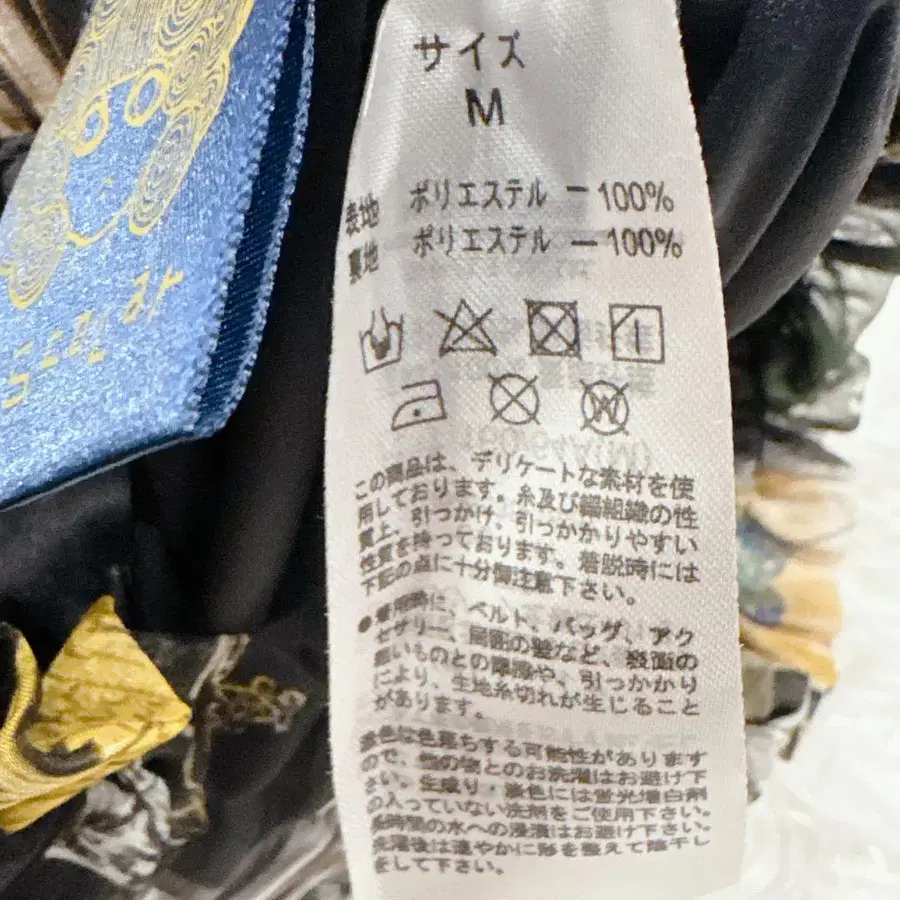 ScoLar
サイズ
M
表地 ポリエステル ー 100%
裏地 ポリエステル ー 100%
この商品は、デリケートな素材を使
用しております。糸及び繊組織の性
質上、引っかけ、引っかかりやすい
性質を持っております。着脱時には
下記の点に十分御注意下さい。
●着用時に、ベルト、バッグ、アク
セサリー、周囲の壁など、表面の
粗いものとの摩擦や、引っかかり
により、生地糸切れが生じること
があります。
濃色は色落ちする可能性があります
ので、他の物とのお洗濯はお避け下
さい。生成り・淡色には蛍光増白剤
の入っていない洗剤をご使用下さい。
長時間の水への浸漬はお避け下さい。
洗濯後は速やかに形を整えて陰干し
をして下さい。